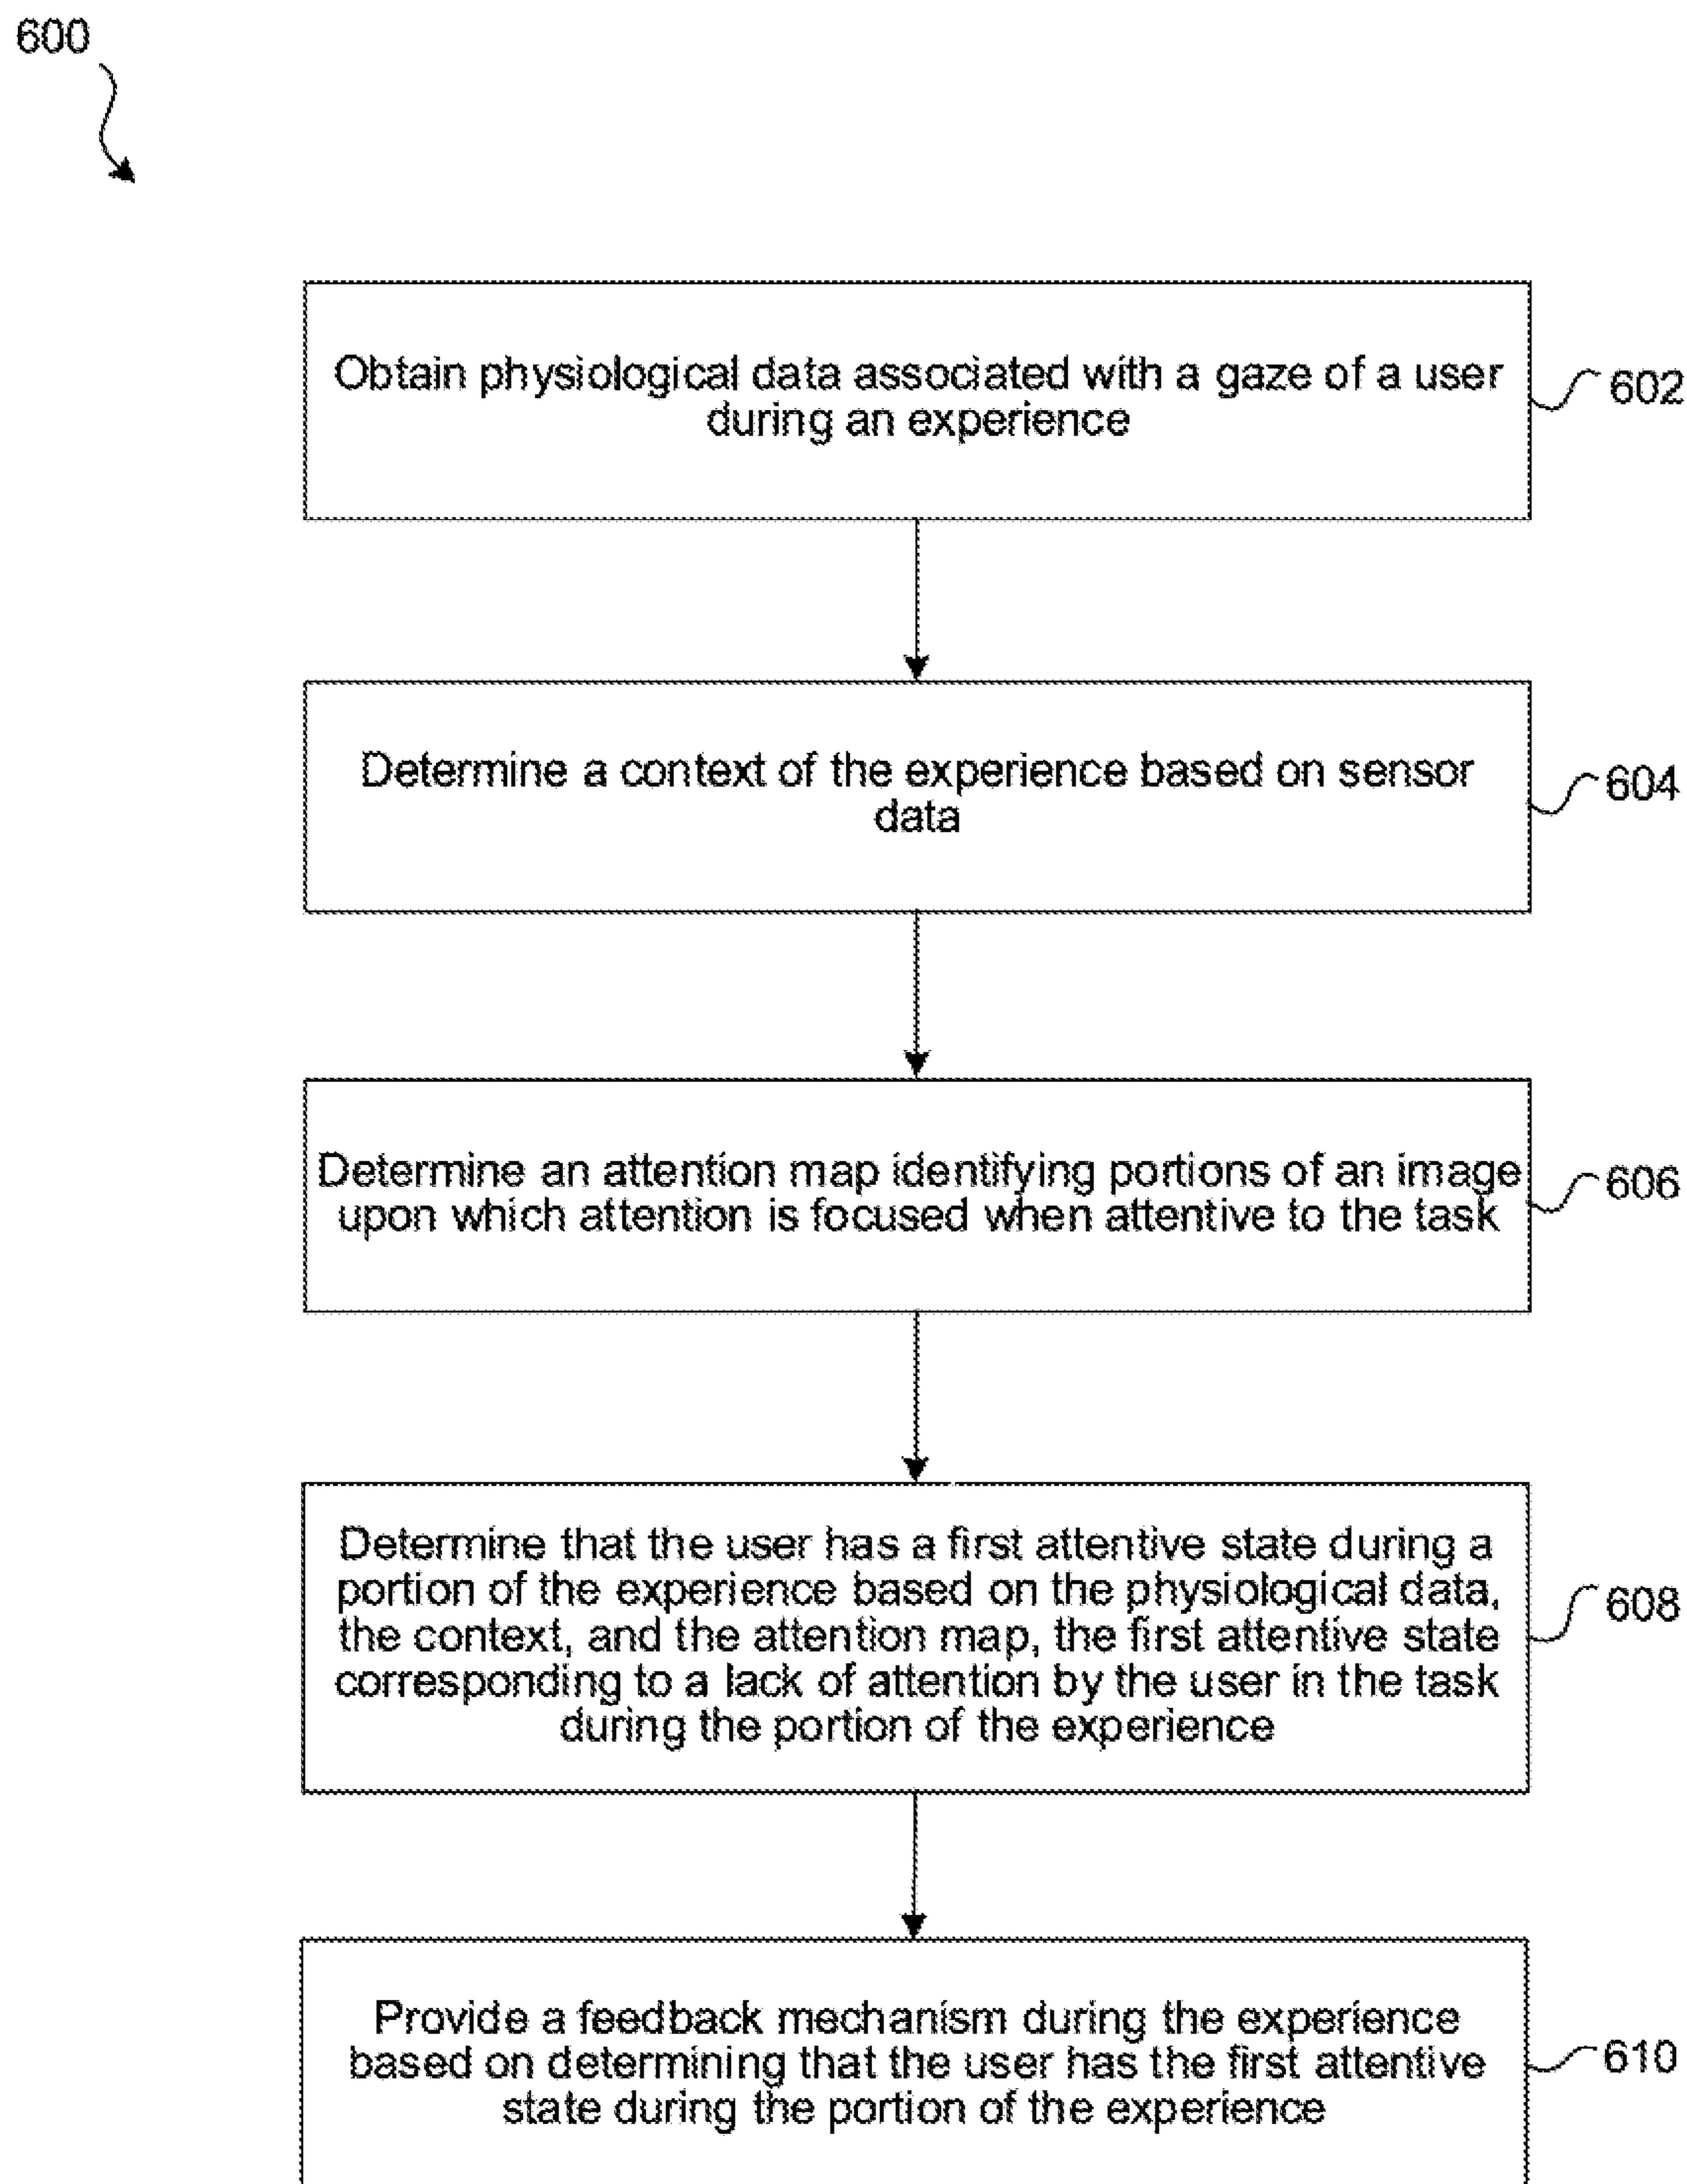 600
Obtain physiological data associated with a gaze of a user
during an experience
602
Determine a context of the experience based on sensor
data
604
Determine an attention map identifying portions of an image
upon which attention is focused when attentive to the task
606
Determine that the user has a first attentive state during a
portion of the experience based on the physiological data,
the context, and the attention map, the first attentive state
corresponding to a lack of attention by the user in the task
during the portion of the experience
608
Provide a feedback mechanism during the experience
based on determining that the user has the first attentive
state during the portion of the experience
610